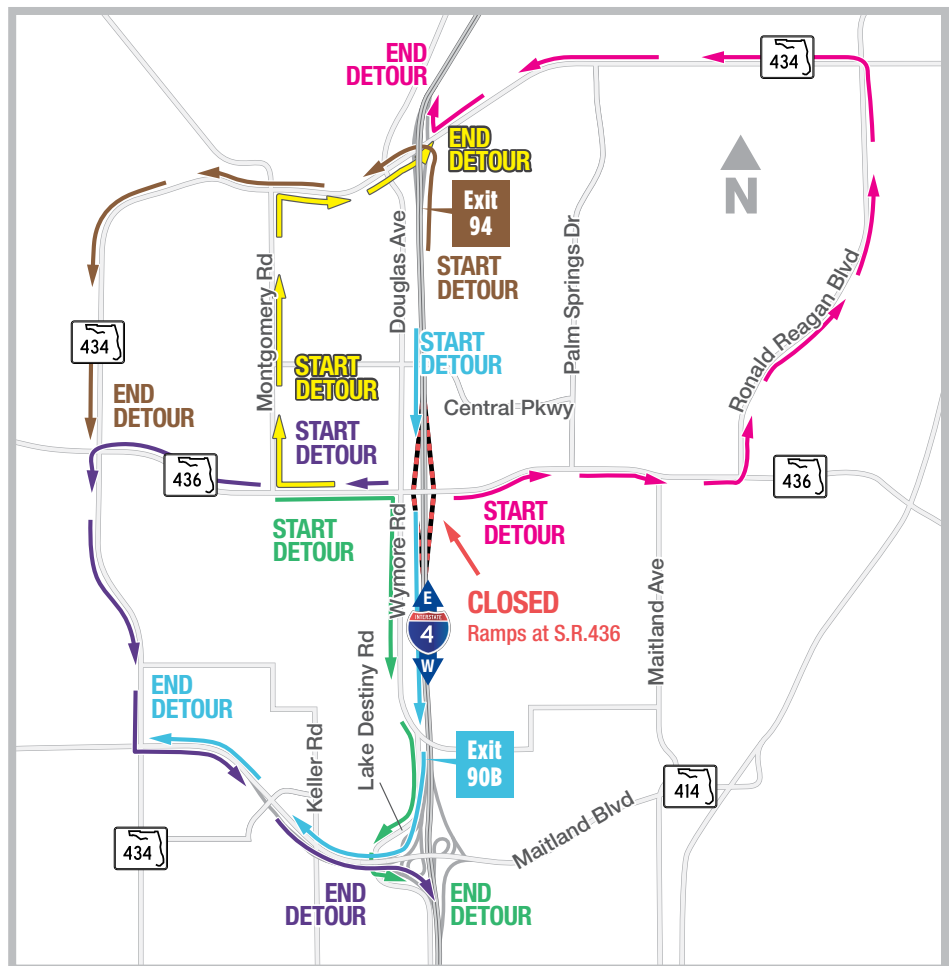 END
DETOUR
434
END
DETOUR
N
Exit
94
Douglas Ave
START
DETOUR
Palm Springs Dr
Montgomery Rd
434
START
DETOUR
Ronald Reagan Blvd
START
DETOUR
END
DETOUR
Central Pkwy
START
DETOUR
436
436
START
DETOUR
START
DETOUR
Wymore Rd
E
INTERSTATE
4
W
CLOSED
Ramps at S.R.436
Maitland Ave
Lake Destiny Rd
END
DETOUR
Keller Rd
Exit
90B
414
434
Maitland Blvd
END
DETOUR
END
DETOUR